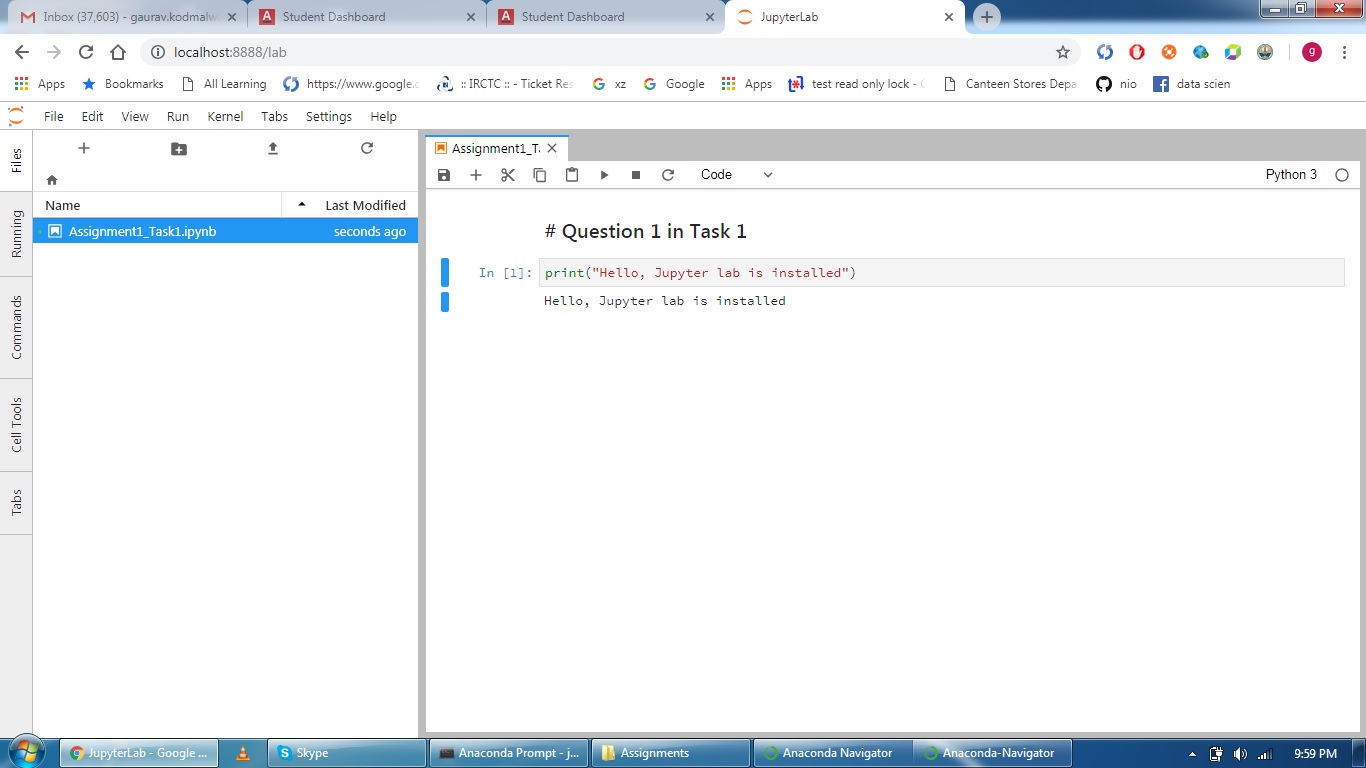 Inbox (37,603) - gaurav.kodmalw
Student Dashboard
Student Dashboard
JupyterLab
localhost:8888/lab
g
Apps
Bookmarks
All Learning
https://www.google.c
:: IRCTC :: - Ticket Res
xz
Google
Apps
test read only lock - G
Canteen Stores Depa
nio
data scien
File Edit View Run Kernel Tabs Settings Help
Files
Running
Commands
Cell Tools
Tabs
Name Last Modified
Assignment1_Task1.ipynb seconds ago
Assignment1_T.
Code
Python 3
# Question 1 in Task 1
In [1]: print("Hello, Jupyter lab is installed")
Hello, Jupyter lab is installed
JupyterLab - Google ...
Skype
Anaconda Prompt - j...
Assignments
Anaconda Navigator
Anaconda-Navigator
9:59 PM